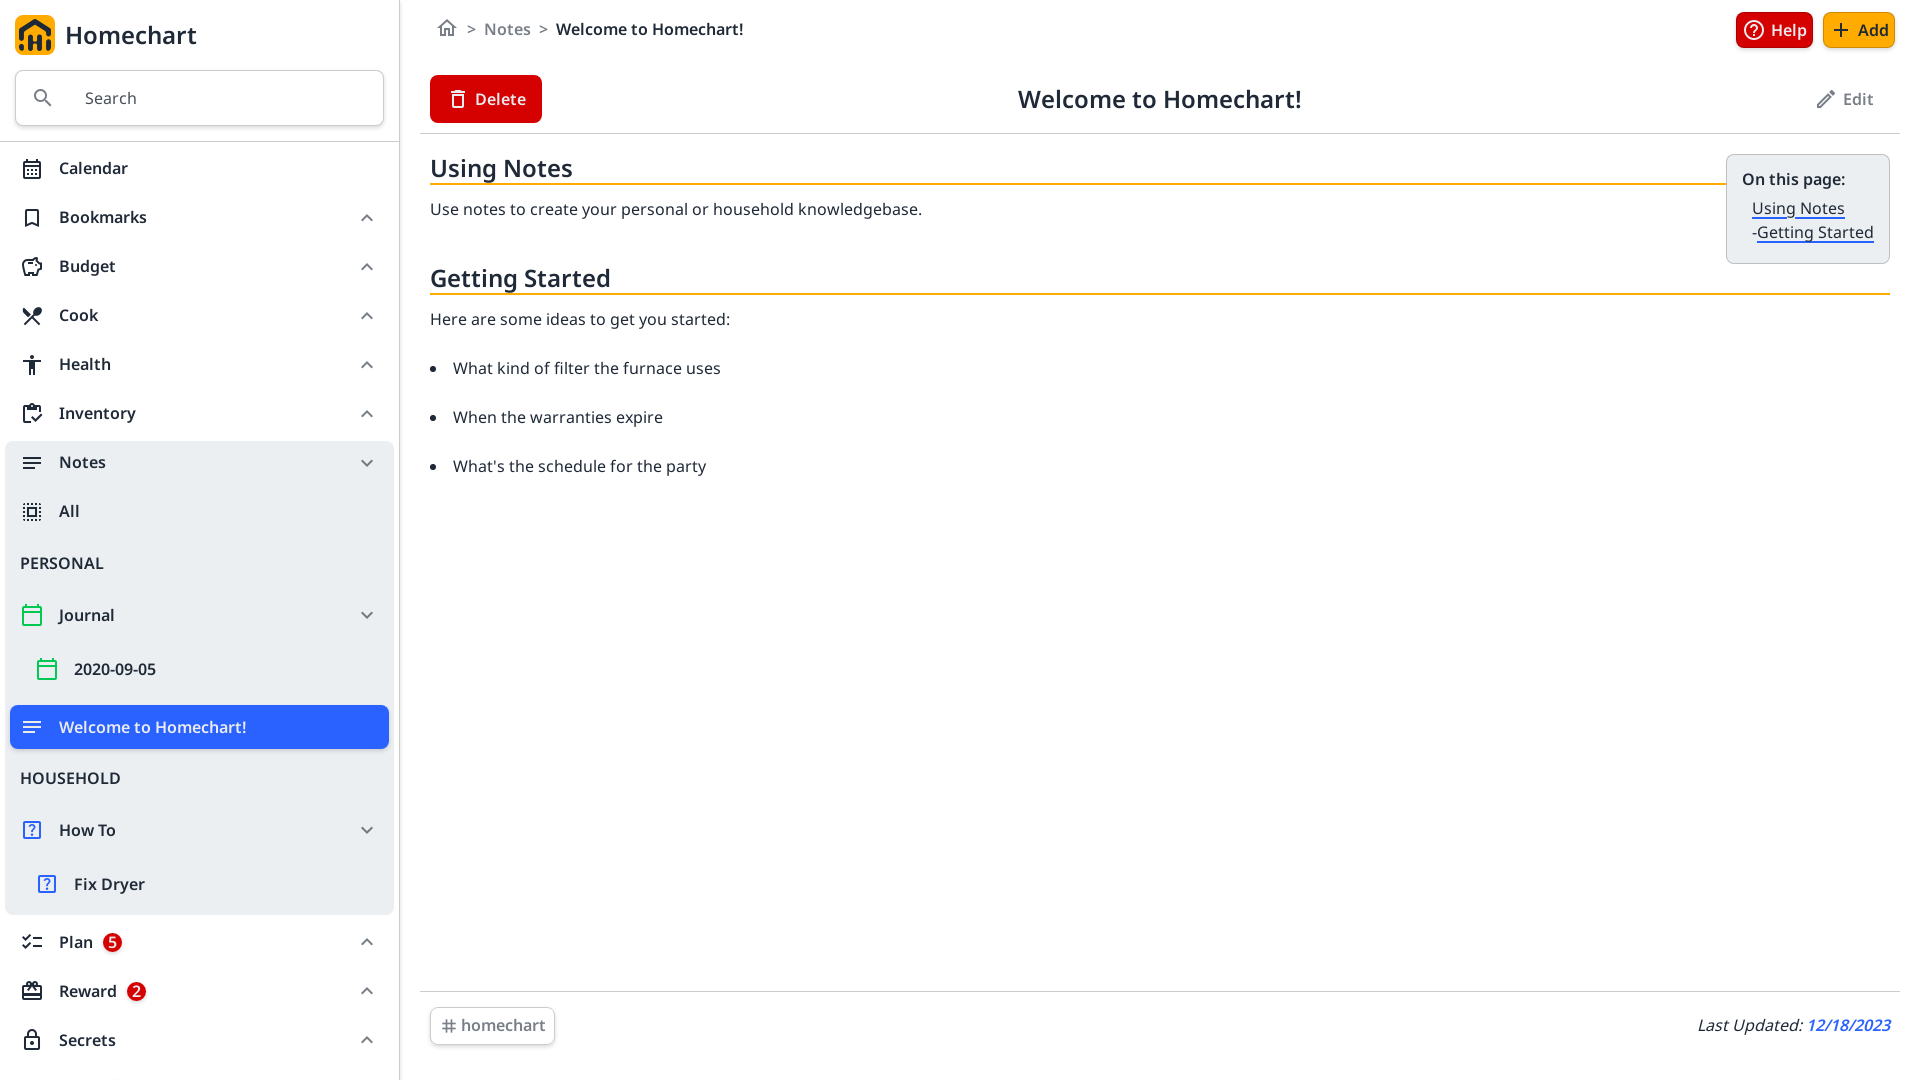 Homechart
Search
Calendar
Bookmarks
Budget
Cook
Health
Inventory
Notes
All
PERSONAL
Journal
2020-09-05
Welcome to Homechart!
HOUSEHOLD
How To
Fix Dryer
Plan 5
Reward 2
Secrets
> Notes > Welcome to Homechart!
Help
Add
Delete
Welcome to Homechart!
Edit
Using Notes
Use notes to create your personal or household knowledgebase.
On this page:
Using Notes
-Getting Started
Getting Started
Here are some ideas to get you started:
• What kind of filter the furnace uses
• When the warranties expire
• What's the schedule for the party
# homechart
Last Updated: 12/18/2023